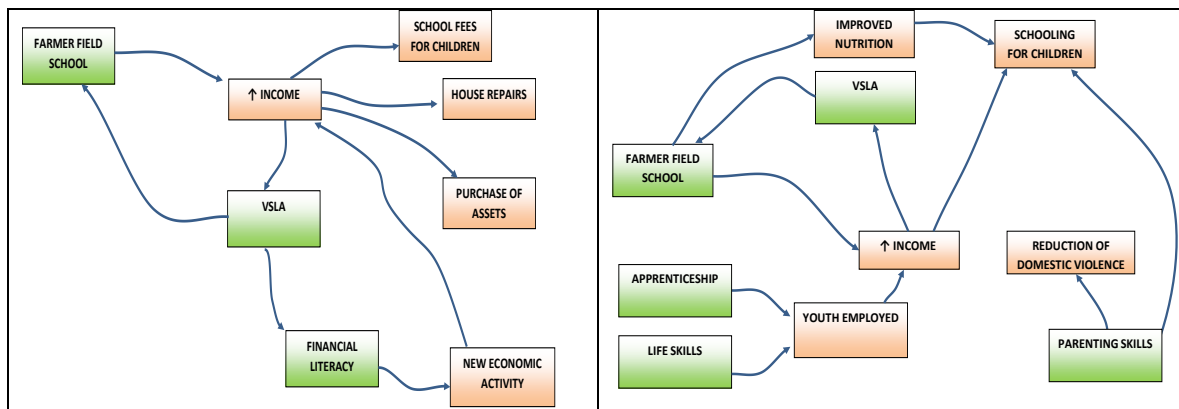 FARMER FIELD
SCHOOL
SCHOOL FEES
FOR CHILDREN
↑ INCOME
HOUSE REPAIRS
PURCHASE OF
ASSETS
VSLA
FINANCIAL
LITERACY
NEW ECONOMIC
ACTIVITY
IMPROVED
NUTRITION
SCHOOLING
FOR CHILDREN
VSLA
FARMER FIELD
SCHOOL
↑ INCOME
REDUCTION OF
DOMESTIC VIOLENCE
APPRENTICESHIP
YOUTH EMPLOYED
LIFE SKILLS
PARENTING SKILLS